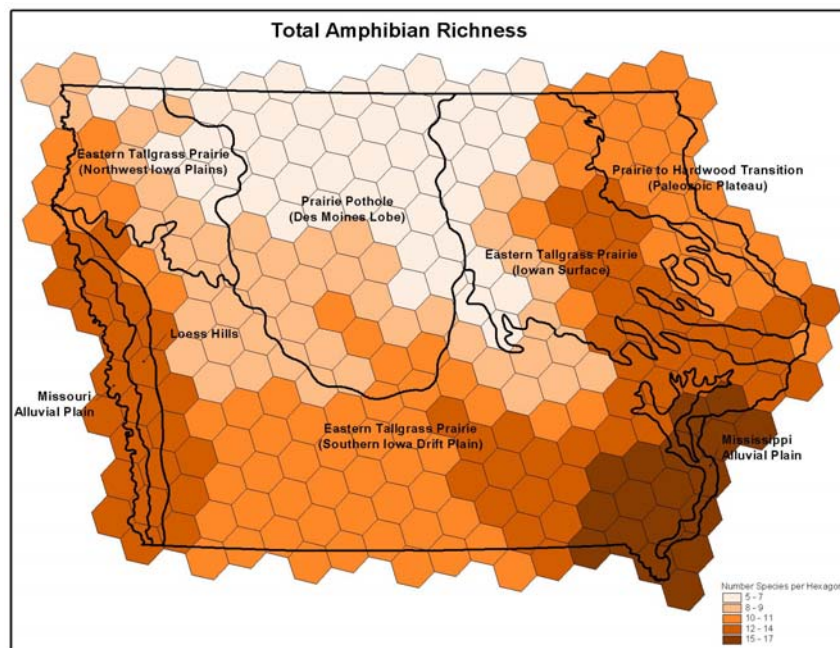 Total Amphibian Richness
Eastern Tallgrass Prairie
(Northwest Iowa Plains)
Prairie to Hardwood Transition
(Paleozoic Plateau)
Prairie Pothole
(Des Moines Lobe)
Eastern Tallgrass Prairie
(Iowan Surface)
Loess Hills
Missouri
Alluvial Plain
Eastern Tallgrass Prairie
(Southern Iowa Drift Plain)
Mississippi
Alluvial Plain
Number Species per Hexagon
5 - 7
8 - 9
10 - 11
12 - 14
15 - 17